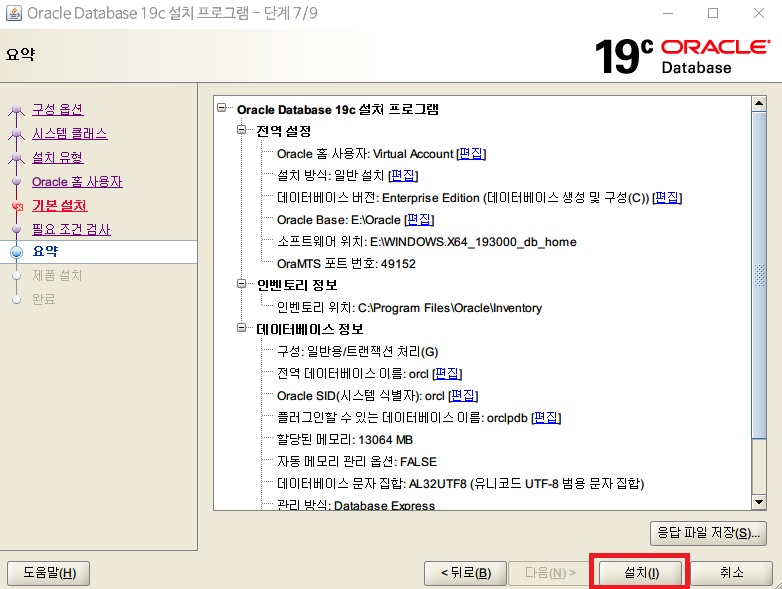 Oracle Database 19c 설치 프로그램 - 단계 7/9
요약
19c ORACLE Database
구성 옵션
시스템 클래스
설치 유형
Oracle 홈 사용자
기본 설치
필요 조건 검사
요약
제품 설치
완료
Oracle Database 19c 설치 프로그램
전역 설정
Oracle 홈 사용자: Virtual Account [편집]
설치 방식: 일반 설치 [편집]
데이터베이스 버전: Enterprise Edition (데이터베이스 생성 및 구성(C)) [편집]
Oracle Base: E:\Oracle [편집]
소프트웨어 위치: E:\WINDOWS.X64_193000_db_home
OraMTS 포트 번호: 49152
인벤토리 정보
인벤토리 위치: C:\Program Files\Oracle\Inventory
데이터베이스 정보
구성: 일반용/트랜잭션 처리(G)
전역 데이터베이스 이름: orcl [편집]
Oracle SID(시스템 식별자): orcl [편집]
플러그인할 수 있는 데이터베이스 이름: orclpdb [편집]
할당된 메모리: 13064 MB
자동 메모리 관리 옵션: FALSE
데이터베이스 문자 집합: AL32UTF8 (유니코드 UTF-8 범용 문자 집합)
관리 방식: Database Express
응답 파일 저장(S)...
도움말(H)
< 뒤로(B)
다음(N) >
설치(I)
취소